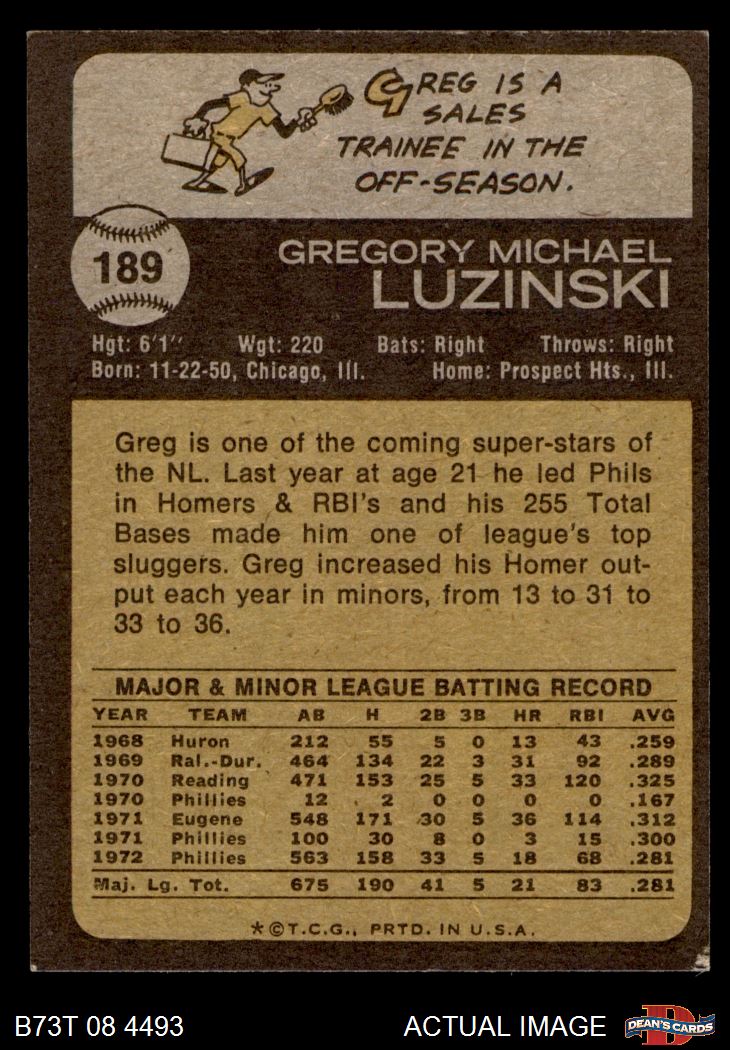 GREG IS A
SALES
TRAINEE IN THE
OFF-SEASON.
189
GREGORY MICHAEL
LUZINSKI
Hgt: 6'1'' Wgt: 220 Bats: Right Throws: Right
Born: 11-22-50, Chicago, Ill. Home: Prospect Hts., Ill.
Greg is one of the coming super-stars of
the NL. Last year at age 21 he led Phils
in Homers & RBI's and his 255 Total
Bases made him one of league's top
sluggers. Greg increased his Homer out-
put each year in minors, from 13 to 31 to
33 to 36.
MAJOR & MINOR LEAGUE BATTING RECORD
YEAR TEAM AB H 2B 3B HR RBI AVG
1968 Huron 212 55 5 0 13 43 .259
1969 Ral.-Dur. 464 134 22 3 31 92 .289
1970 Reading 471 153 25 5 33 120 .325
1970 Phillies 12 2 0 0 0 0 .167
1971 Eugene 548 171 30 5 36 114 .312
1971 Phillies 100 30 8 0 3 15 .300
1972 Phillies 563 158 33 5 18 68 .281
Maj. Lg. Tot. 675 190 41 5 21 83 .281
*©T.C.G., PRTD. IN U.S.A.
B73T 08 4493 ACTUAL IMAGE
D
DEAN'S CARDS